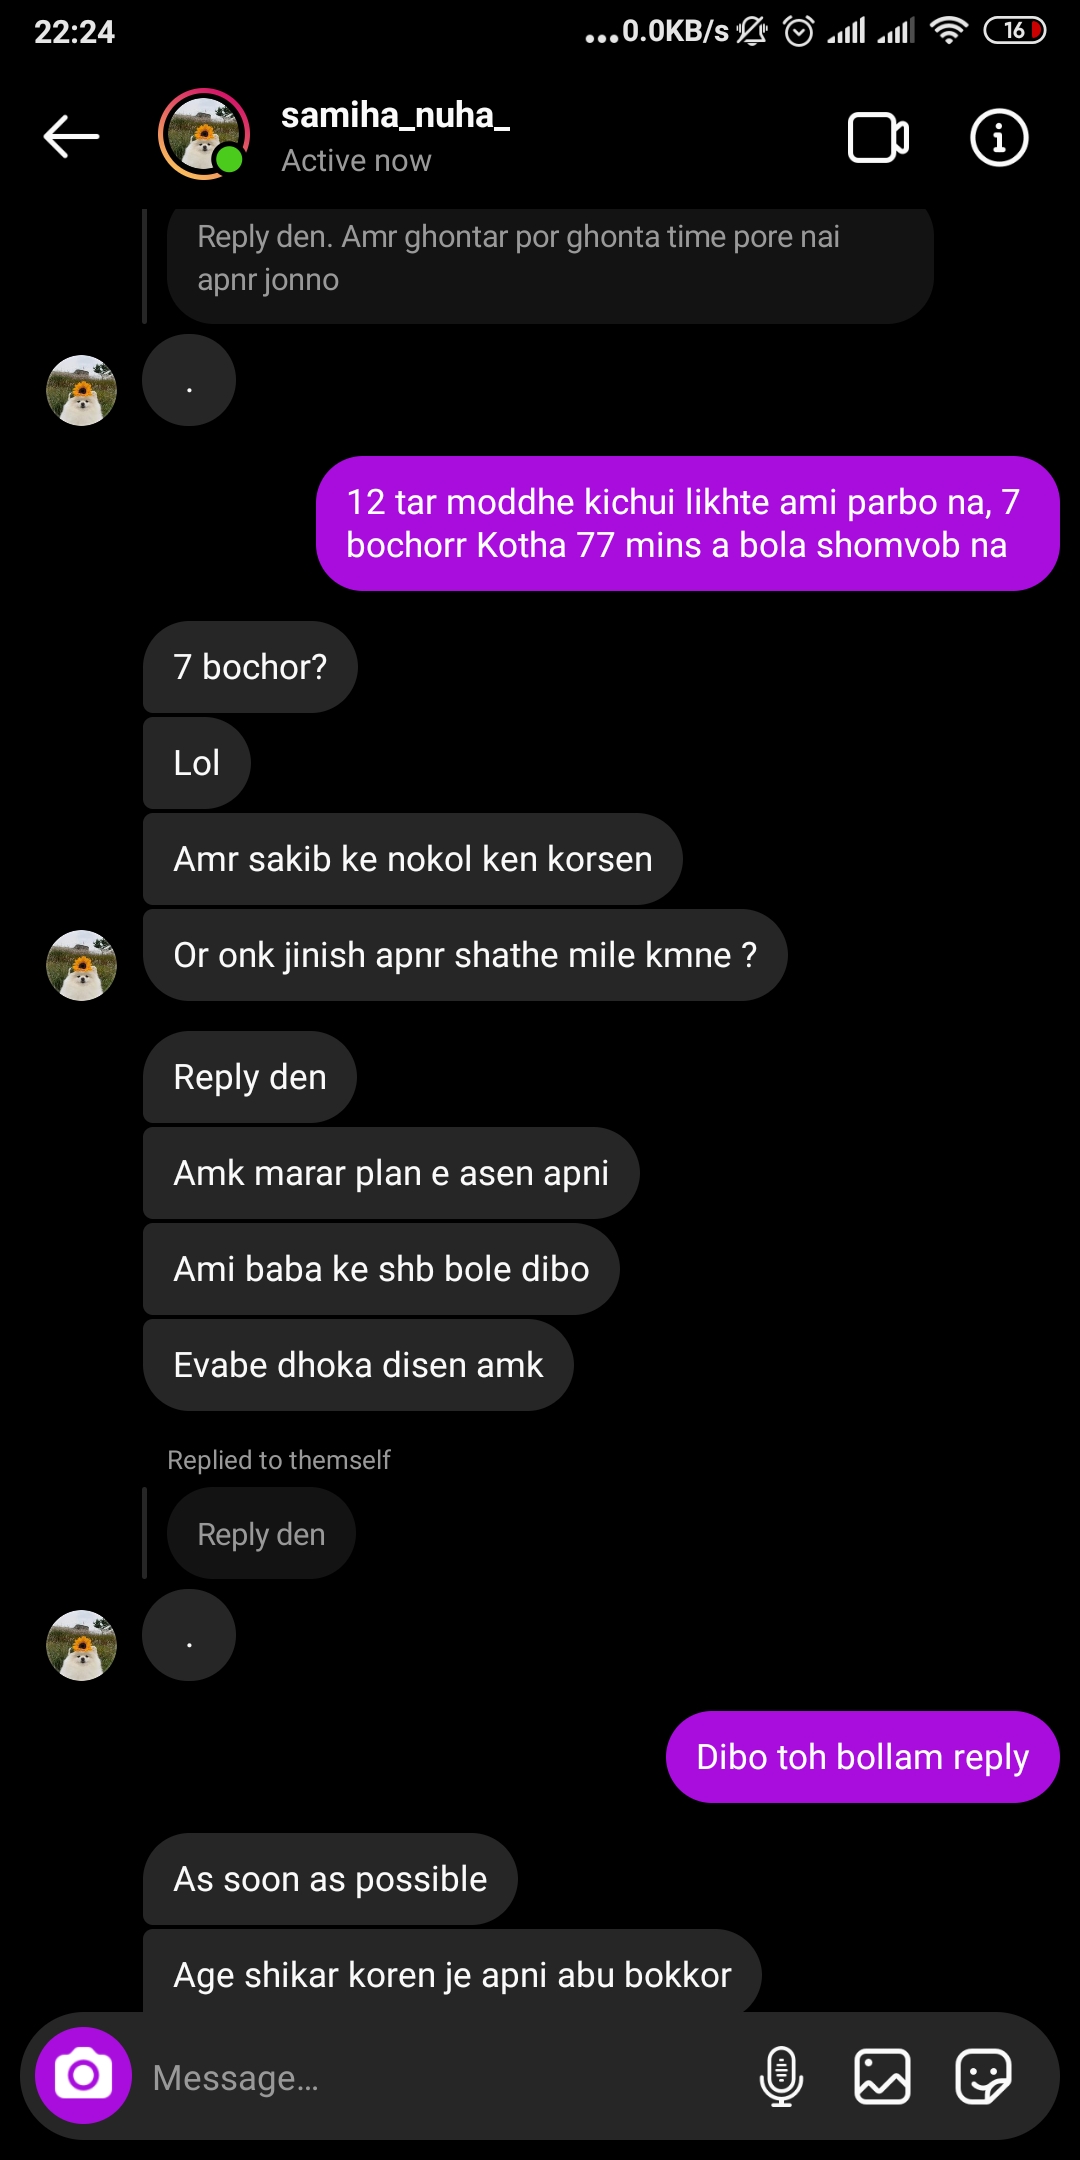 22:24
...0.0KB/s
16
samiha_nuha_
Active now
Reply den. Amr ghontar por ghonta time pore nai
apnr jonno
.
12 tar moddhe kichui likhte ami parbo na, 7
bochorr Kotha 77 mins a bola shomvob na
7 bochor?
Lol
Amr sakib ke nokol ken korsen
Or onk jinish apnr shathe mile kmne ?
Reply den
Amk marar plan e asen apni
Ami baba ke shb bole dibo
Evabe dhoka disen amk
Replied to themself
Reply den
.
Dibo toh bollam reply
As soon as possible
Age shikar koren je apni abu bokkor
Message...